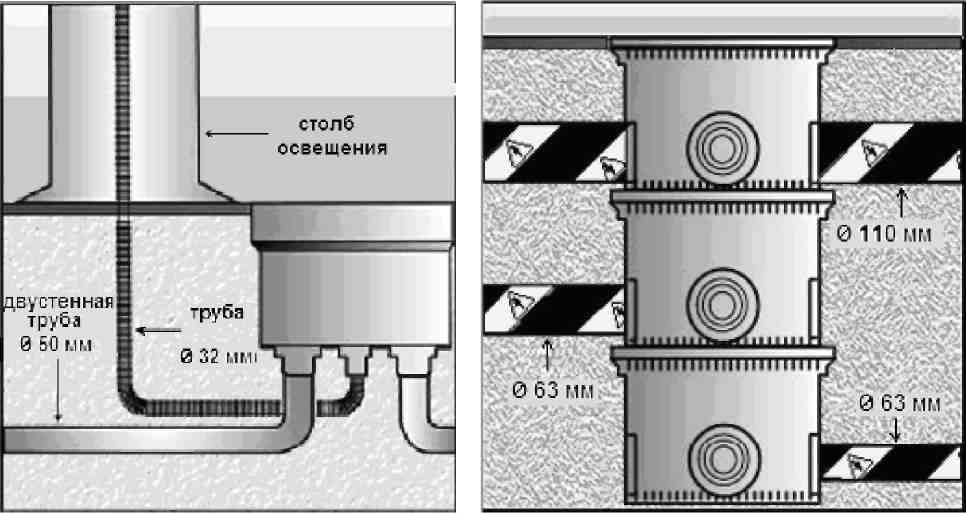 столб
освещения
двустенная
труба
Ø 50 мм
труба
Ø 32 мм
Ø 110 мм
Ø 63 мм
Ø 63 мм